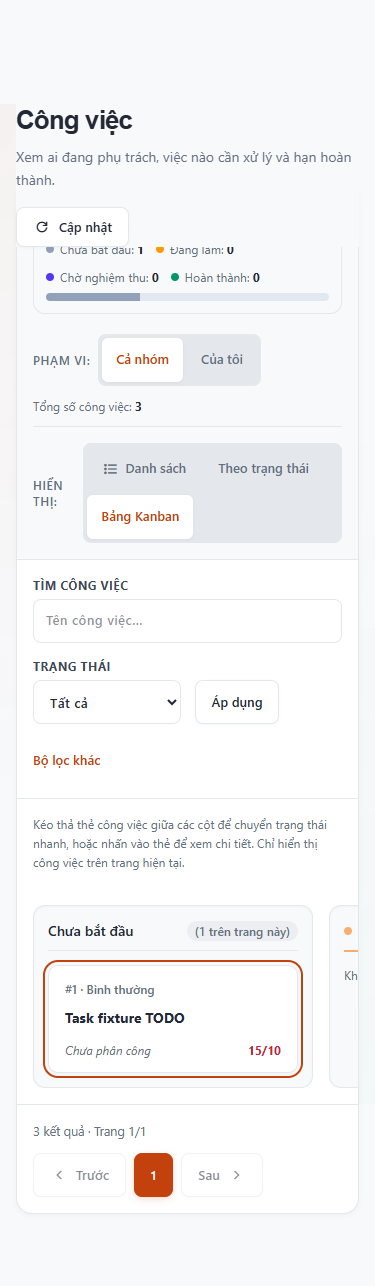 Công việc
Xem ai đang phụ trách, việc nào cần xử lý và hạn hoàn
thành.
Cập nhật
Chưa bắt đầu: 1 Đang làm: 0
Chờ nghiệm thu: 0 Hoàn thành: 0
PHẠM VI: Cả nhóm Của tôi
Tổng số công việc: 3
HIỂN
THỊ:
Danh sách Theo trạng thái
Bảng Kanban
TÌM CÔNG VIỆC
Tên công việc...
TRẠNG THÁI
Tất cả Áp dụng
Bộ lọc khác
Kéo thả thẻ công việc giữa các cột để chuyển trạng thái
nhanh, hoặc nhấn vào thẻ để xem chi tiết. Chỉ hiển thị
công việc trên trang hiện tại.
Chưa bắt đầu (1 trên trang này)
Kh
#1 · Bình thường
Task fixture TODO
Chưa phân công 15/10
3 kết quả · Trang 1/1
Trước 1 Sau